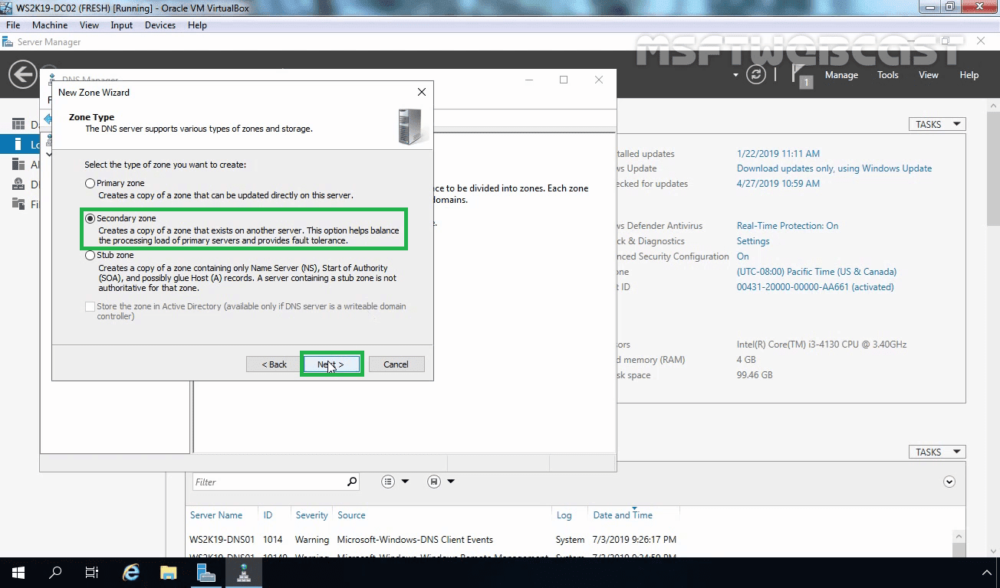 WS2K19-DC02 (FRESH) [Running] - Oracle VM VirtualBox
File Machine View Input Devices Help
Server Manager
MSFTWEBCAST
1 Manage Tools View Help
DNS Manager
New Zone Wizard
Zone Type
The DNS server supports various types of zones and storage.
Select the type of zone you want to create:
Primary zone
Creates a copy of a zone that can be updated directly on this server.
Secondary zone
Creates a copy of a zone that exists on another server. This option helps balance
the processing load of primary servers and provides fault tolerance.
Stub zone
Creates a copy of a zone containing only Name Server (NS), Start of Authority
(SOA), and possibly glue Host (A) records. A server containing a stub zone is not
authoritative for that zone.
Store the zone in Active Directory (available only if DNS server is a writeable domain
controller)
< Back Next > Cancel
ce to be divided into zones. Each zone
domains.
TASKS
talled updates 1/22/2019 11:11 AM
ws Update Download updates only, using Windows Update
ecked for updates 4/27/2019 10:59 AM
ws Defender Antivirus Real-Time Protection: On
ck & Diagnostics Settings
nced Security Configuration On
one (UTC-08:00) Pacific Time (US & Canada)
t ID 00431-20000-00000-AA661 (activated)
ors Intel(R) Core(TM) i3-4130 CPU @ 3.40GHz
d memory (RAM) 4 GB
sk space 99.46 GB
TASKS
Filter
Server Name ID Severity Source Log Date and Time
WS2K19-DNS01 1014 Warning Microsoft-Windows-DNS Client Events System 7/3/2019 9:26:17 PM
WS2K19-DNS01 10149 Warning Microsoft-Windows-Windows Remote Management System